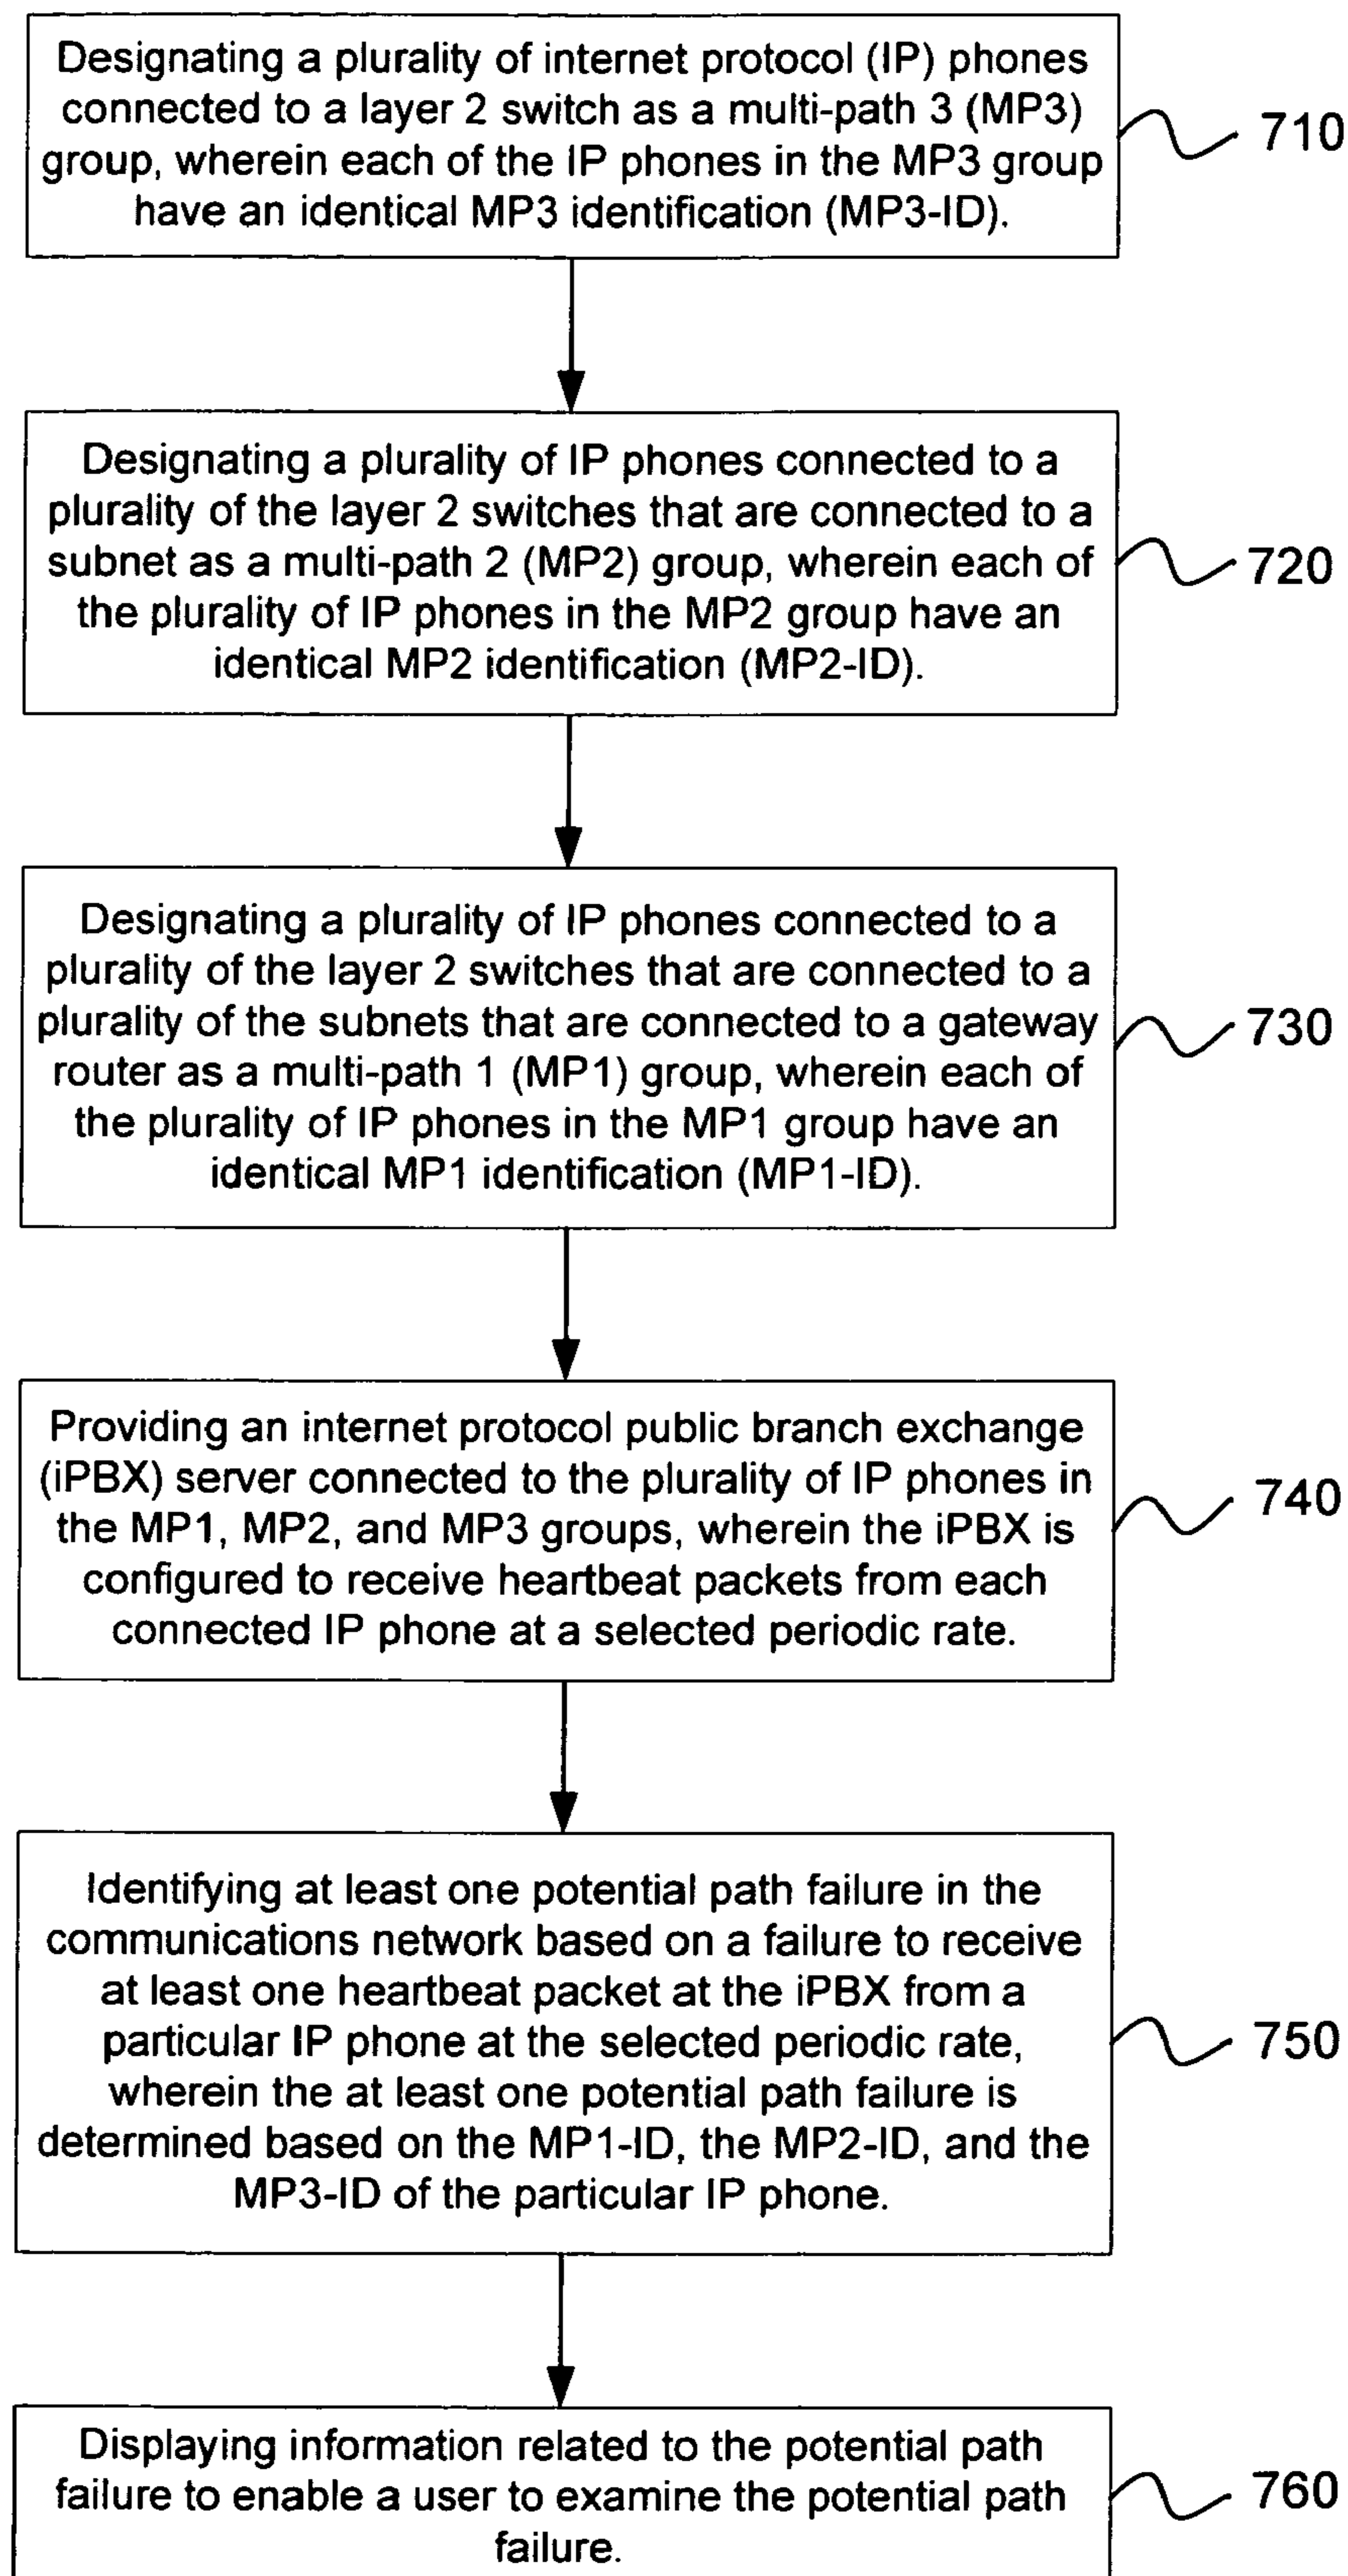 Designating a plurality of internet protocol (IP) phones
connected to a layer 2 switch as a multi-path 3 (MP3)
group, wherein each of the IP phones in the MP3 group
have an identical MP3 identification (MP3-ID).
710
Designating a plurality of IP phones connected to a
plurality of the layer 2 switches that are connected to a
subnet as a multi-path 2 (MP2) group, wherein each of
the plurality of IP phones in the MP2 group have an
identical MP2 identification (MP2-ID).
720
Designating a plurality of IP phones connected to a
plurality of the layer 2 switches that are connected to a
plurality of the subnets that are connected to a gateway
router as a multi-path 1 (MP1) group, wherein each of
the plurality of IP phones in the MP1 group have an
identical MP1 identification (MP1-ID).
730
Providing an internet protocol public branch exchange
(iPBX) server connected to the plurality of IP phones in
the MP1, MP2, and MP3 groups, wherein the iPBX is
configured to receive heartbeat packets from each
connected IP phone at a selected periodic rate.
740
Identifying at least one potential path failure in the
communications network based on a failure to receive
at least one heartbeat packet at the iPBX from a
particular IP phone at the selected periodic rate,
wherein the at least one potential path failure is
determined based on the MP1-ID, the MP2-ID, and the
MP3-ID of the particular IP phone.
750
Displaying information related to the potential path
failure to enable a user to examine the potential path
failure.
760